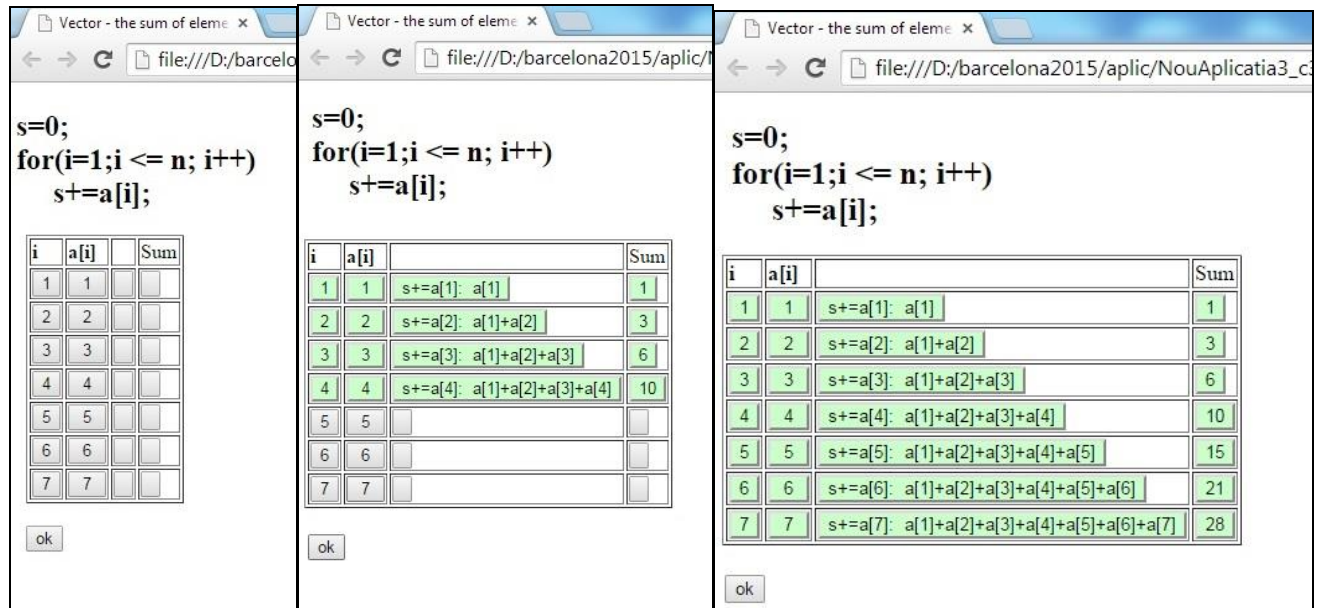 Vector - the sum of eleme ×
file:///D:/barcelo
s=0;
for(i=1;i <= n; i++)
s+=a[i];
i a[i] Sum
1 1
2 2
3 3
4 4
5 5
6 6
7 7
ok
Vector - the sum of eleme ×
file:///D:/barcelona2015/aplic/
s=0;
for(i=1;i <= n; i++)
s+=a[i];
i a[i] Sum
1 1 s+=a[1]: a[1] 1
2 2 s+=a[2]: a[1]+a[2] 3
3 3 s+=a[3]: a[1]+a[2]+a[3] 6
4 4 s+=a[4]: a[1]+a[2]+a[3]+a[4] 10
5 5
6 6
7 7
ok
Vector - the sum of eleme ×
file:///D:/barcelona2015/aplic/NouAplicatia3_c
s=0;
for(i=1;i <= n; i++)
s+=a[i];
i a[i] Sum
1 1 s+=a[1]: a[1] 1
2 2 s+=a[2]: a[1]+a[2] 3
3 3 s+=a[3]: a[1]+a[2]+a[3] 6
4 4 s+=a[4]: a[1]+a[2]+a[3]+a[4] 10
5 5 s+=a[5]: a[1]+a[2]+a[3]+a[4]+a[5] 15
6 6 s+=a[6]: a[1]+a[2]+a[3]+a[4]+a[5]+a[6] 21
7 7 s+=a[7]: a[1]+a[2]+a[3]+a[4]+a[5]+a[6]+a[7] 28
ok